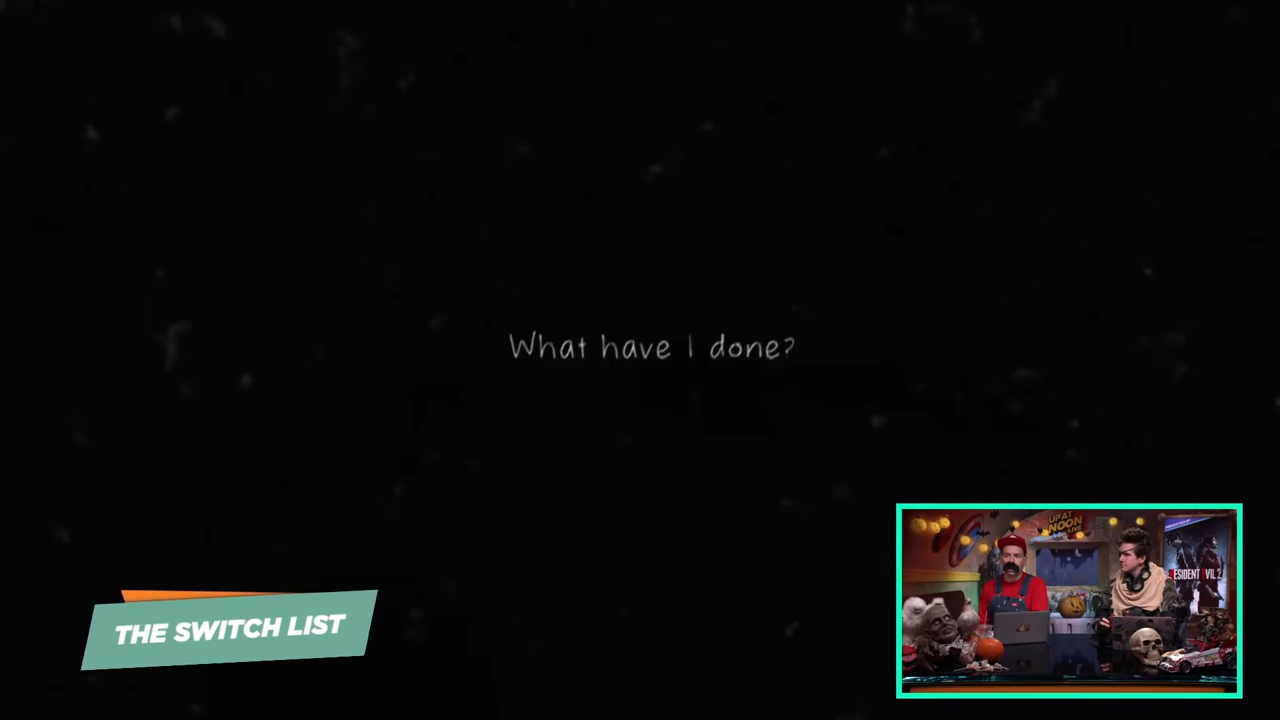 What have I done?
THE SWITCH LIST
UP AT
NOON
LIVE
RESIDENT EVIL 2